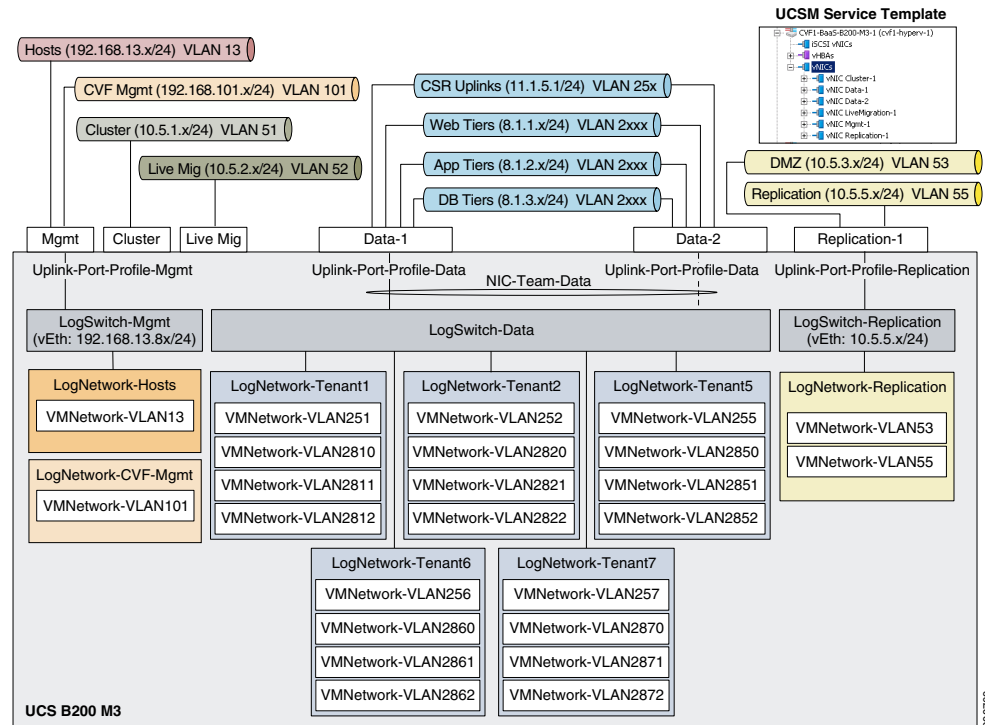 UCSM Service Template
CVF1-BaaS-B200-M3-1 (cvf1-hyperv-1)
iSCSI vNICs
vHBAs
vNICs
vNIC Cluster-1
vNIC Data-1
vNIC Data-2
vNIC LiveMigration-1
vNIC Mgmt-1
vNIC Replication-1
Hosts (192.168.13.x/24) VLAN 13
CVF Mgmt (192.168.101.x/24) VLAN 101
Cluster (10.5.1.x/24) VLAN 51
Live Mig (10.5.2.x/24) VLAN 52
CSR Uplinks (11.1.5.1/24) VLAN 25x
Web Tiers (8.1.1.x/24) VLAN 2xxx
App Tiers (8.1.2.x/24) VLAN 2xxx
DB Tiers (8.1.3.x/24) VLAN 2xxx
DMZ (10.5.3.x/24) VLAN 53
Replication (10.5.5.x/24) VLAN 55
Mgmt
Cluster
Live Mig
Data-1
Data-2
Replication-1
Uplink-Port-Profile-Mgmt
Uplink-Port-Profile-Data
Uplink-Port-Profile-Data
Uplink-Port-Profile-Replication
NIC-Team-Data
LogSwitch-Mgmt
(vEth: 192.168.13.8x/24)
LogSwitch-Data
LogSwitch-Replication
(vEth: 10.5.5.x/24)
LogNetwork-Hosts
VMNetwork-VLAN13
LogNetwork-CVF-Mgmt
VMNetwork-VLAN101
LogNetwork-Tenant1
VMNetwork-VLAN251
VMNetwork-VLAN2810
VMNetwork-VLAN2811
VMNetwork-VLAN2812
LogNetwork-Tenant2
VMNetwork-VLAN252
VMNetwork-VLAN2820
VMNetwork-VLAN2821
VMNetwork-VLAN2822
LogNetwork-Tenant5
VMNetwork-VLAN255
VMNetwork-VLAN2850
VMNetwork-VLAN2851
VMNetwork-VLAN2852
LogNetwork-Replication
VMNetwork-VLAN53
VMNetwork-VLAN55
LogNetwork-Tenant6
VMNetwork-VLAN256
VMNetwork-VLAN2860
VMNetwork-VLAN2861
VMNetwork-VLAN2862
LogNetwork-Tenant7
VMNetwork-VLAN257
VMNetwork-VLAN2870
VMNetwork-VLAN2871
VMNetwork-VLAN2872
UCS B200 M3